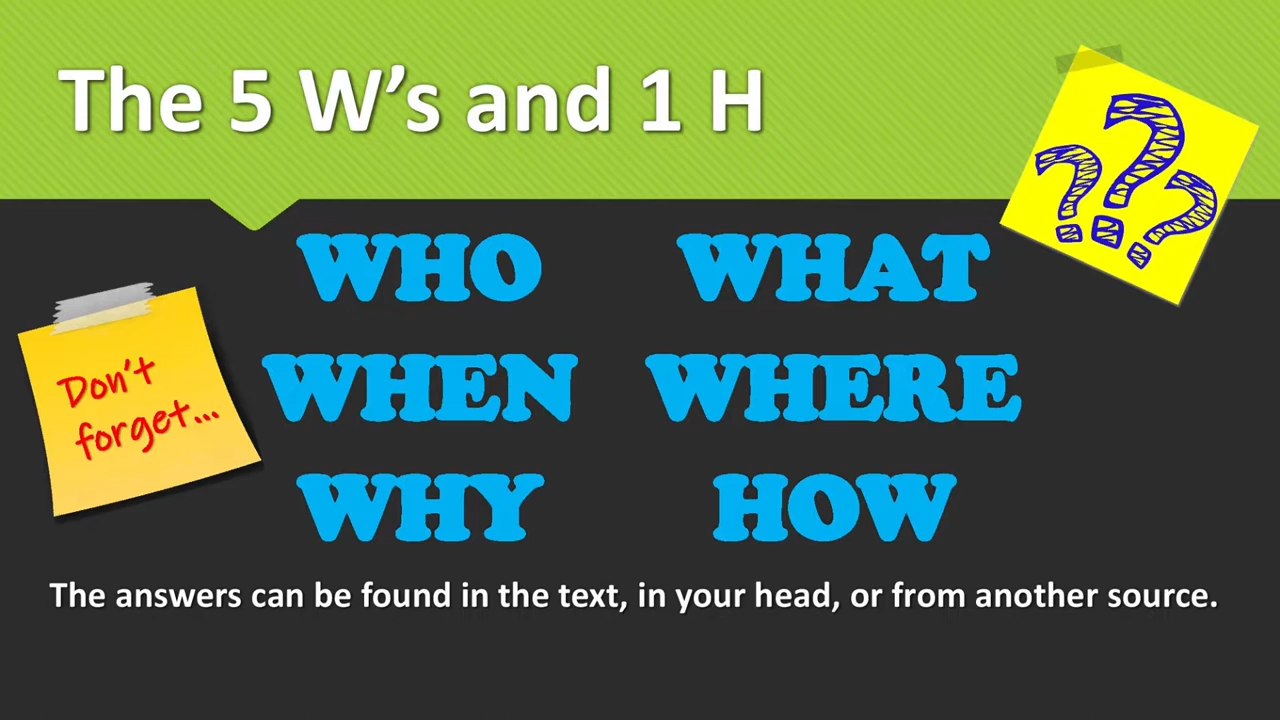 The 5 W’s and 1 H
???
WHO WHAT
WHEN WHERE
Don't
forget...
WHY HOW
The answers can be found in the text, in your head, or from another source.